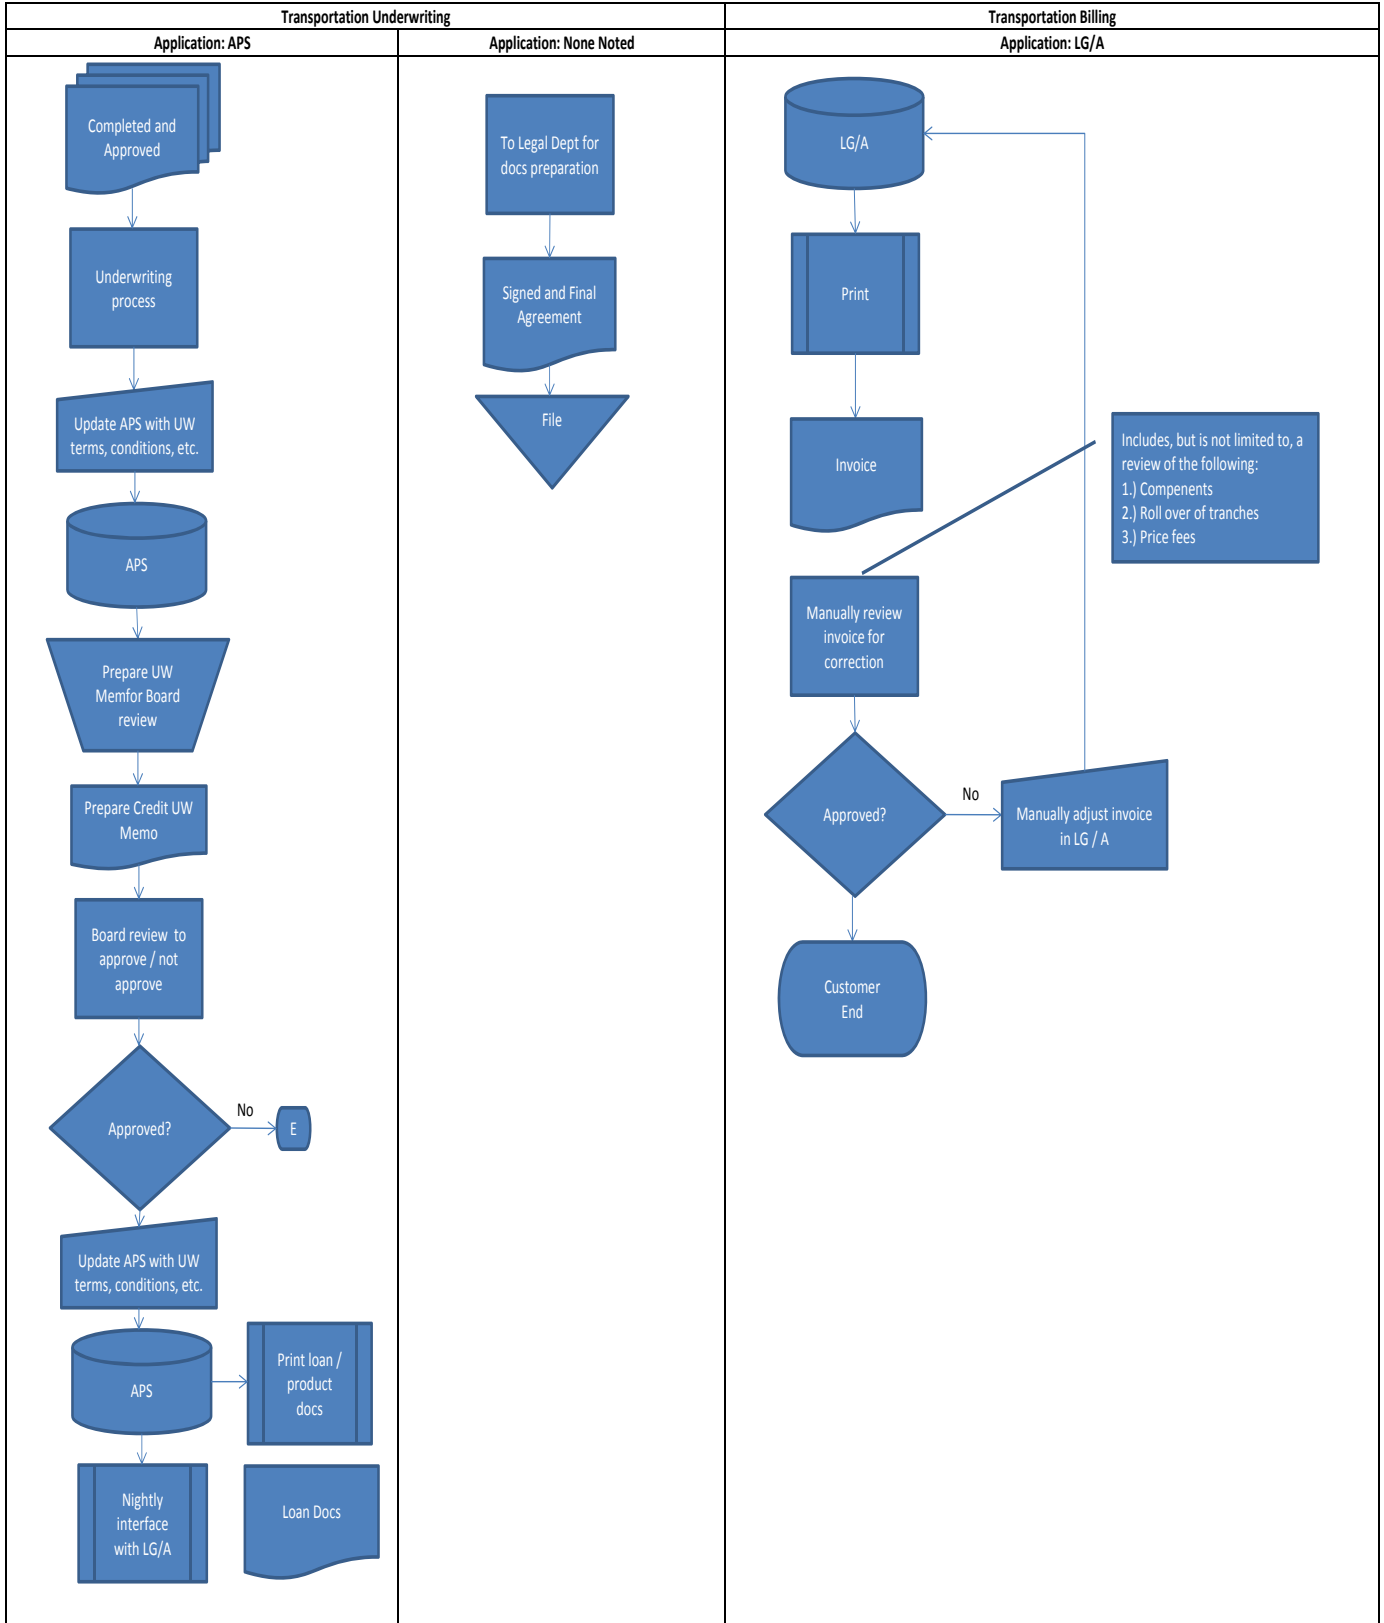 Transportation Underwriting
Transportation Billing
Application: APS
Application: None Noted
Application: LG/A
Completed and
Approved
Underwriting
process
Update APS with UW
terms, conditions, etc.
APS
Prepare UW
Memfor Board
review
Prepare Credit UW
Memo
Board review to
approve / not
approve
Approved?
No
E
Update APS with UW
terms, conditions, etc.
APS
Print loan /
product
docs
Nightly
interface
with LG/A
Loan Docs
To Legal Dept for
docs preparation
Signed and Final
Agreement
File
LG/A
Print
Invoice
Includes, but is not limited to, a
review of the following:
1.) Compenents
2.) Roll over of tranches
3.) Price fees
Manually review
invoice for
correction
Approved?
No
Manually adjust invoice
in LG / A
Customer
End